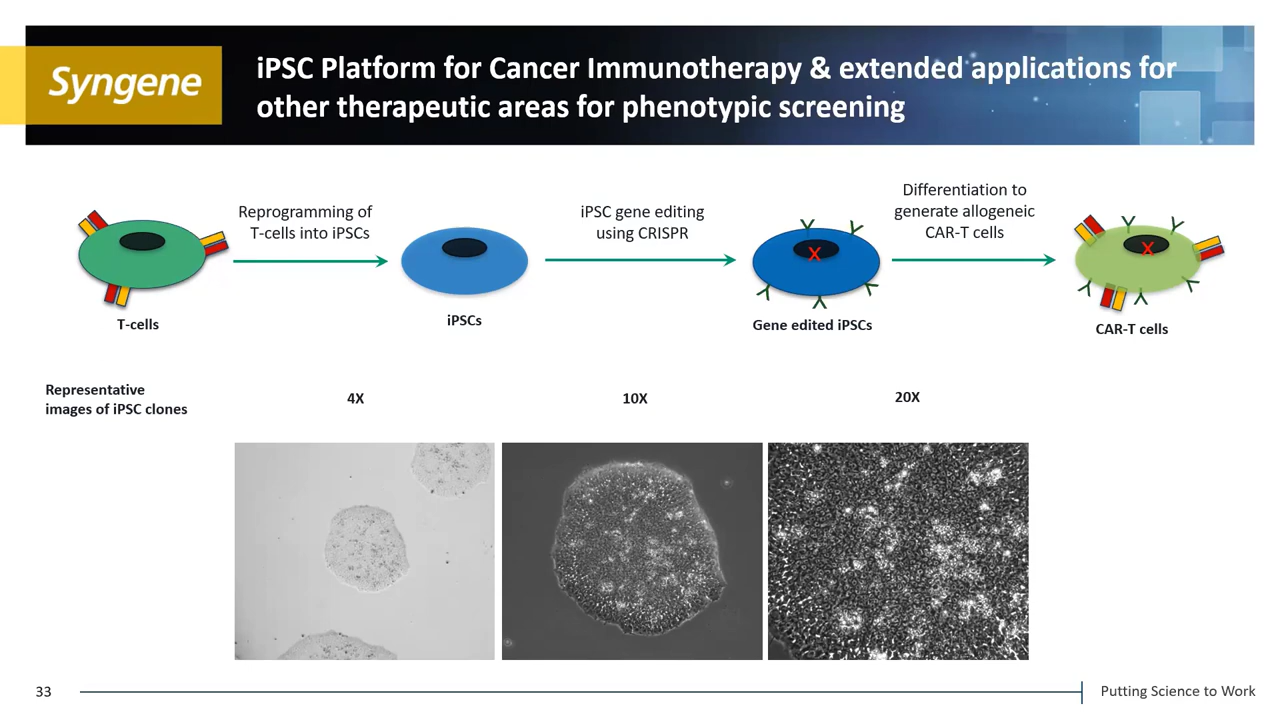 Syngene
iPSC Platform for Cancer Immunotherapy & extended applications for
other therapeutic areas for phenotypic screening
Reprogramming of
T-cells into iPSCs
iPSC gene editing
using CRISPR
Differentiation to
generate allogeneic
CAR-T cells
X
X
T-cells
iPSCs
Gene edited iPSCs
CAR-T cells
Representative
images of iPSC clones
4X
10X
20X
33
Putting Science to Work